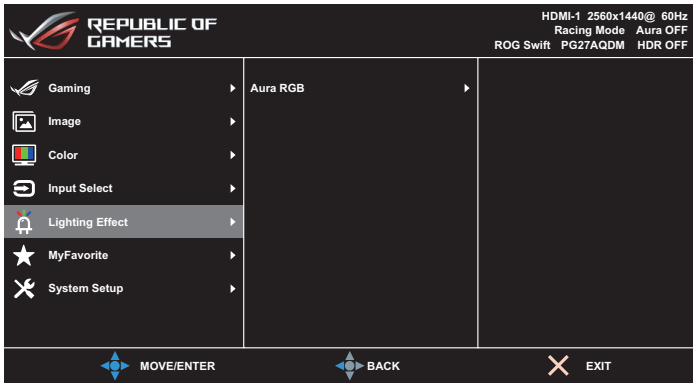 REPUBLIC OF
GAMERS
HDMI-1 2560x1440@ 60Hz
Racing Mode Aura OFF
ROG Swift PG27AQDM HDR OFF
Gaming
Image
Color
Input Select
Lighting Effect
MyFavorite
System Setup
Aura RGB
MOVE/ENTER
BACK
EXIT